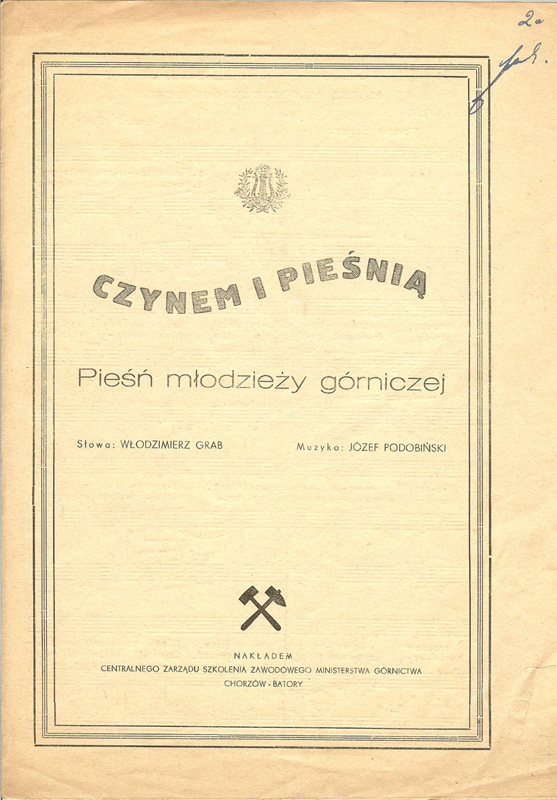 2a
CZYNEM I PIEŚNIĄ
Pieśń młodzieży górniczej
Słowa: WŁODZIMIERZ GRAB
Muzyka: JÓZEF PODOBIŃSKI
NAKŁADEM
CENTRALNEGO ZARZĄDU SZKOLENIA ZAWODOWEGO MINISTERSTWA GÓRNICTWA
CHORZÓW-BATORY